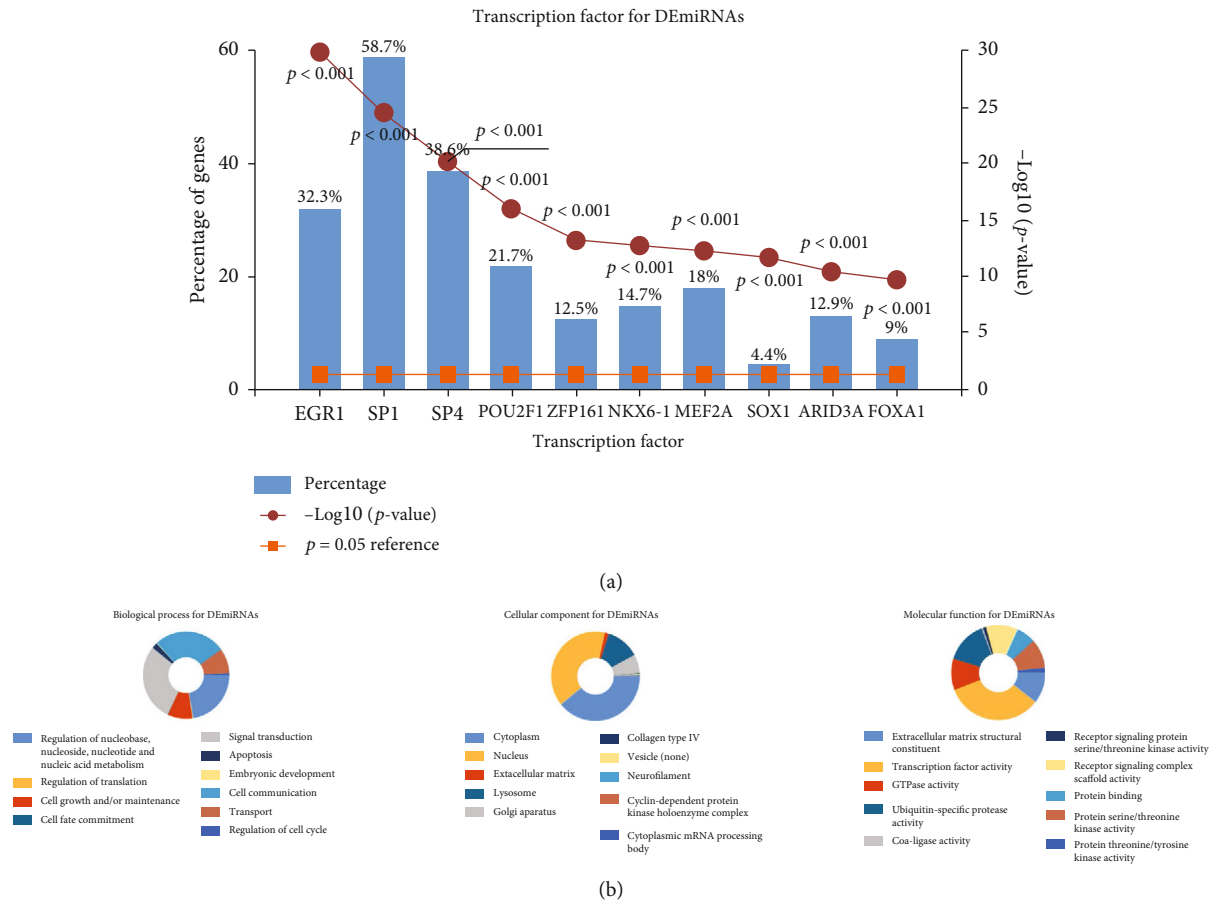 Transcription factor for DEmiRNAs
60
40
20
0
Percentage of genes
30
25
20
15
10
5
0
–Log10 (p-value)
58.7%
p < 0.001
p < 0.001
p < 0.001
38.6%
32.3%
p < 0.001
p < 0.001
p < 0.001
p < 0.001
21.7%
p < 0.001
p < 0.001
18%
14.7%
12.5%
12.9%
p < 0.001
9%
4.4%
EGR1 SP1 SP4 POU2F1 ZFP161 NKX6-1 MEF2A SOX1 ARID3A FOXA1
Transcription factor
Percentage
–Log10 (p-value)
p = 0.05 reference
(a)
Biological process for DEmiRNAs
Regulation of nucleobase,
nucleoside, nucleotide and
nucleic acid metabolism
Regulation of translation
Cell growth and/or maintenance
Cell fate commitment
Signal transduction
Apoptosis
Embryonic development
Cell communication
Transport
Regulation of cell cycle
Cellular component for DEmiRNAs
Cytoplasm
Nucleus
Extacellular matrix
Lysosome
Golgi aparatus
Collagen type IV
Vesicle (none)
Neurofilament
Cyclin-dependent protein
kinase holoenzyme complex
Cytoplasmic mRNA processing
body
Molecular function for DEmiRNAs
Extracellular matrix structural
constituent
Transcription factor activity
GTPase activity
Ubiquitin-specific protease
activity
Coa-ligase activity
Receptor signaling protein
serine/threonine kinase activity
Receptor signaling complex
scaffold activity
Protein binding
Protein serine/threonine
kinase activity
Protein threonine/tyrosine
kinase activity
(b)